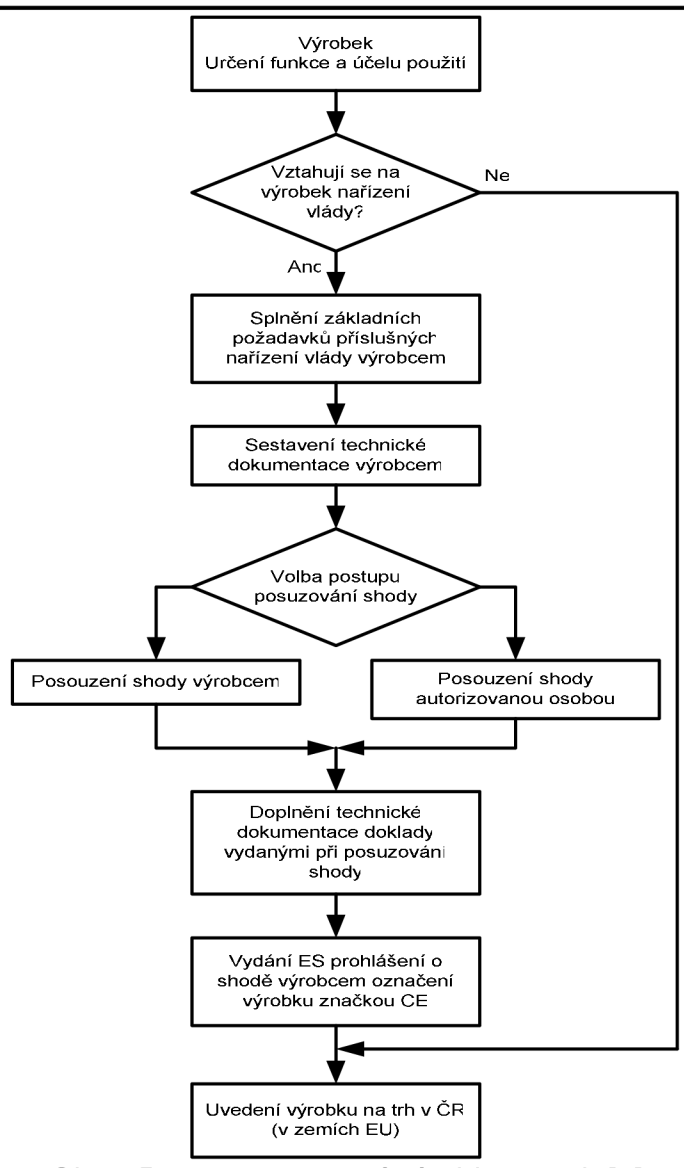 Výrobek
Určení funkce a účelu použití
Vztahují se na
výrobek nařízení
vlády?
Ne
Ano
Splnění základních
požadavků příslušných
nařízení vlády výrobcem
Sestavení technické
dokumentace výrobcem
Volba postupu
posuzování shody
Posouzení shody výrobcem
Posouzení shody
autorizovanou osobou
Doplnění technické
dokumentace doklady
vydanými při posuzování
shody
Vydání ES prohlášení o
shodě výrobcem označení
výrobku značkou CE
Uvedení výrobku na trh v ČR
(v zemích EU)